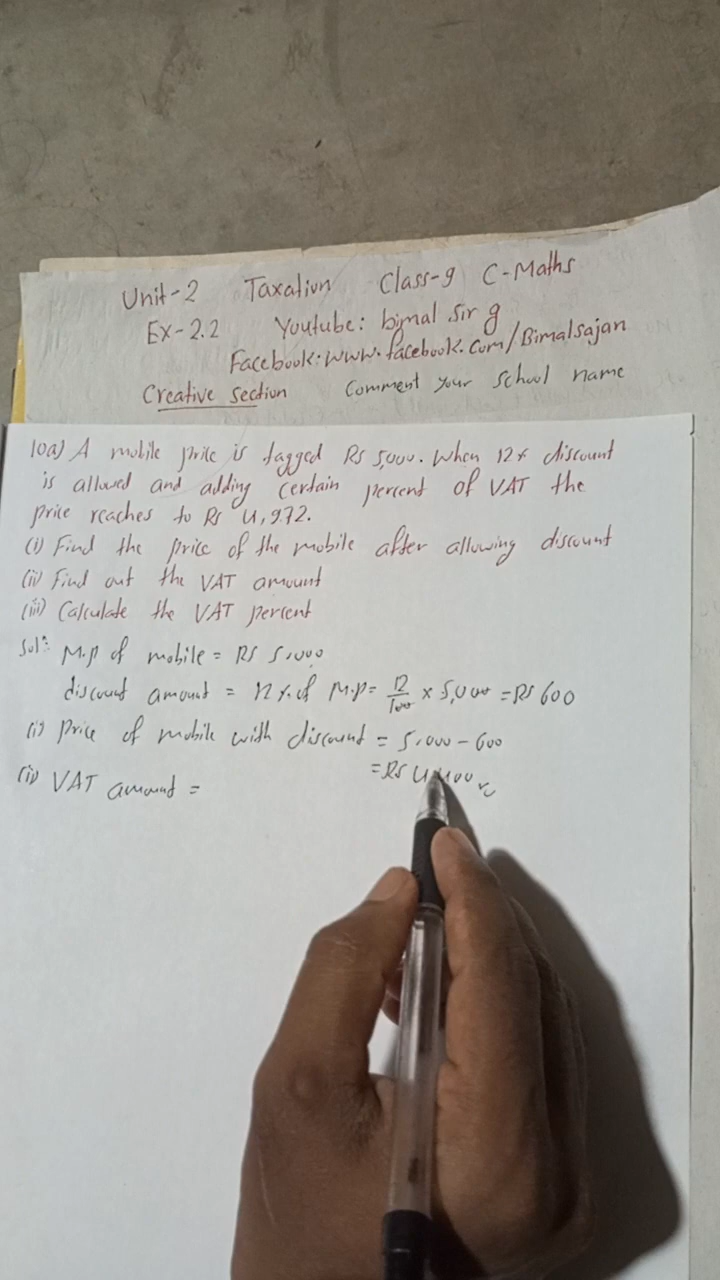 Unit-2 Taxation Class-9 C-Maths
Ex-2.2 Youtube: bimal sir g
Facebook: www.facebook.com/Bimalsajan
Creative section Comment your school name
10a) A mobile price is tagged Rs 5,000. When 12% discount
is allowed and adding certain percent of VAT the
price reaches to Rs 4,972.
(i) Find the price of the mobile after allowing discount
(ii) Find out the VAT amount
(iii) Calculate the VAT percent
Solⁿ: M.p of mobile = Rs 5,000
discount amount = 12% of M.p = 12/100 × 5,000 = Rs 600
(i) Price of mobile with discount = 5,000 - 600
= Rs 4,400
(ii) VAT amount =